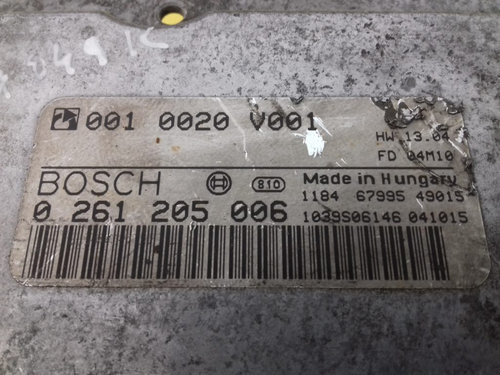 001 0020 V001
HW 13.04
FD 04M10
BOSCH 810 Made in Hungary
1184 67995 49015
0 261 205 006
1039S06146 041015